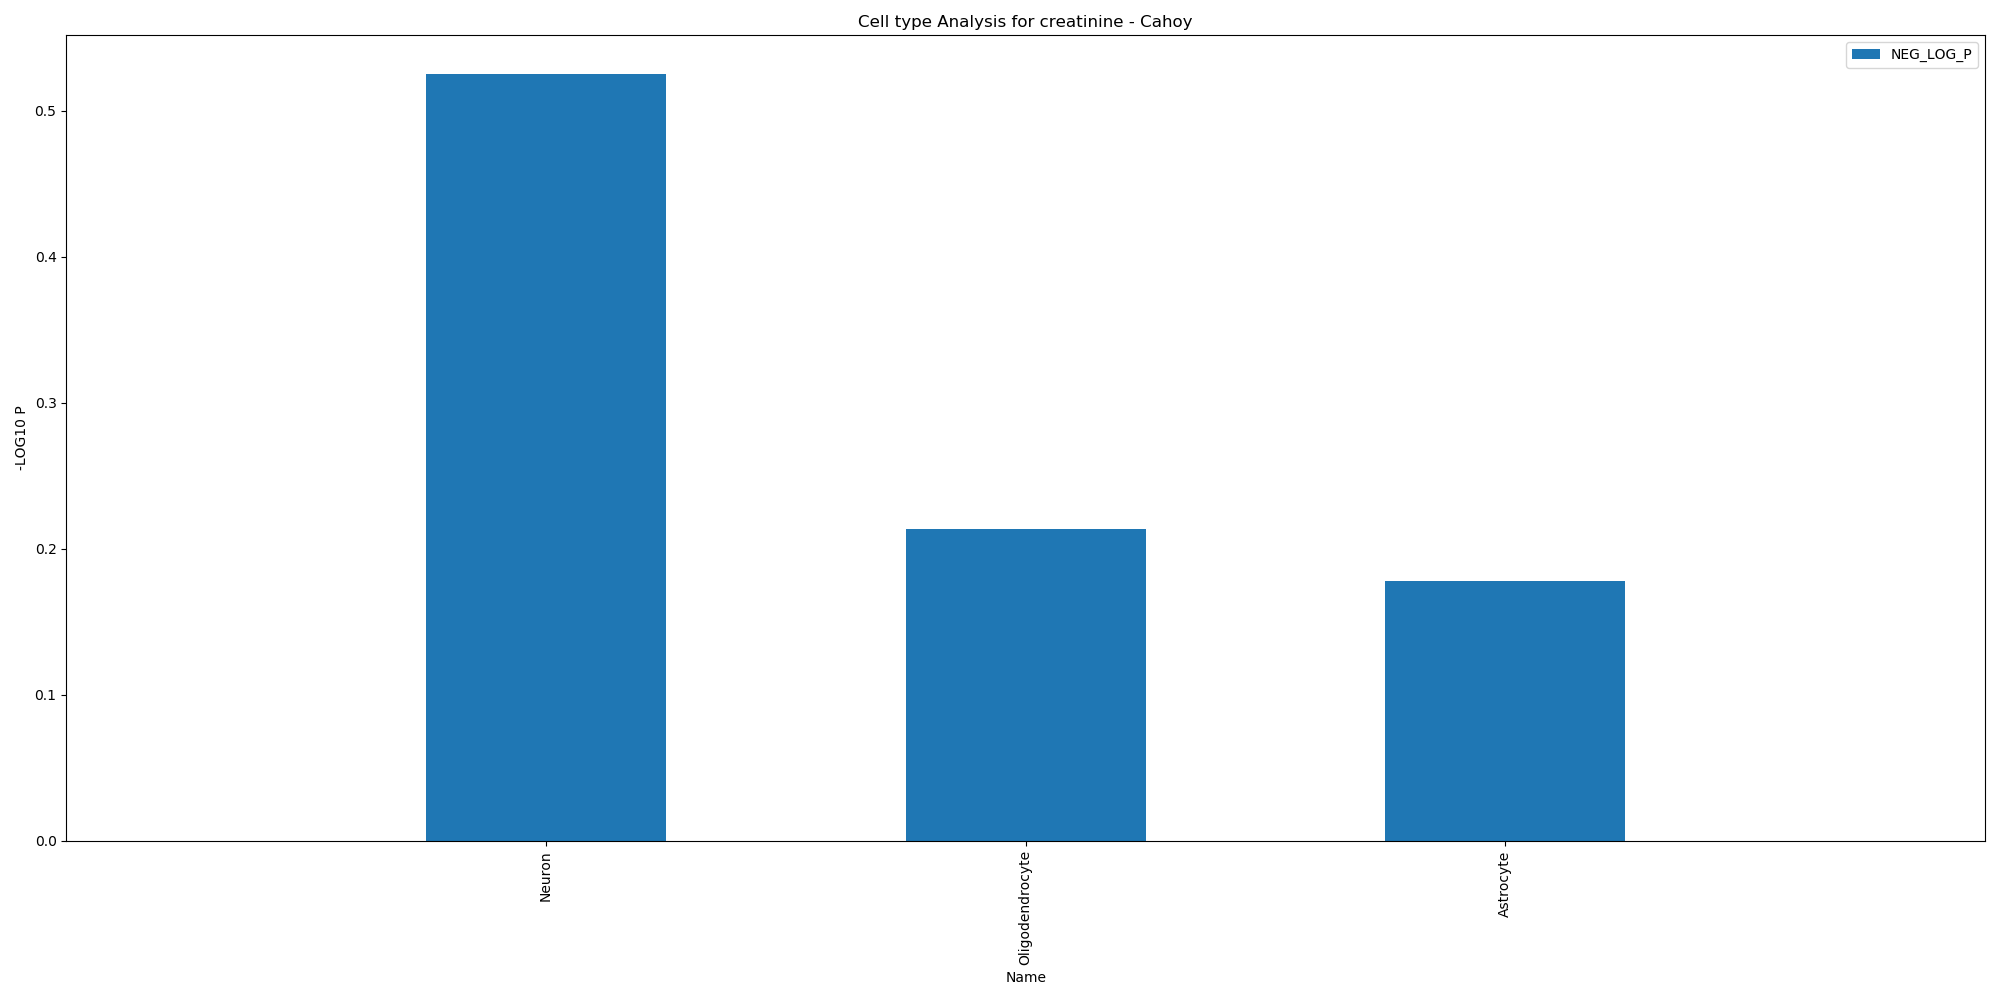 Cell type Analysis for creatinine - Cahoy
NEG_LOG_P
0.5
0.4
0.3
0.2
0.1
0.0
-LOG10 P
Neuron
Oligodendrocyte
Astrocyte
Name